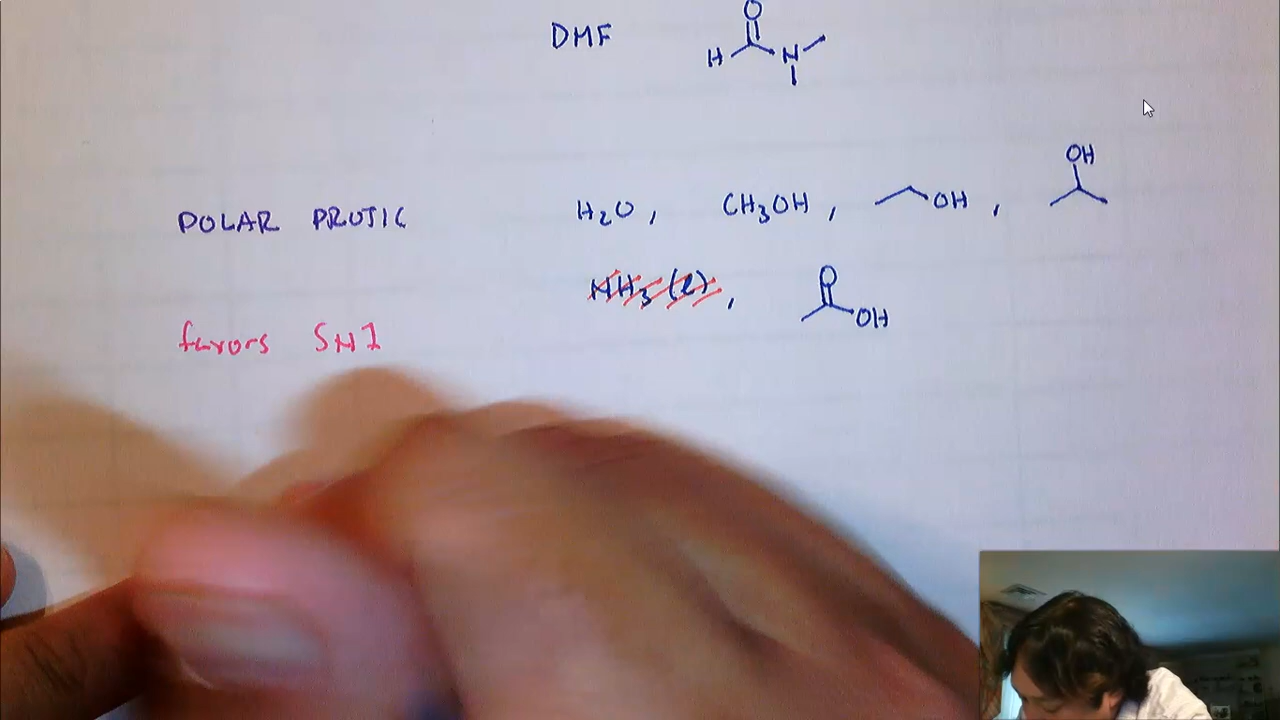 DMF
O
H N
OH
POLAR PROTIC H2O, CH3OH, OH,
NH3 (l), O
OH
favors SN1